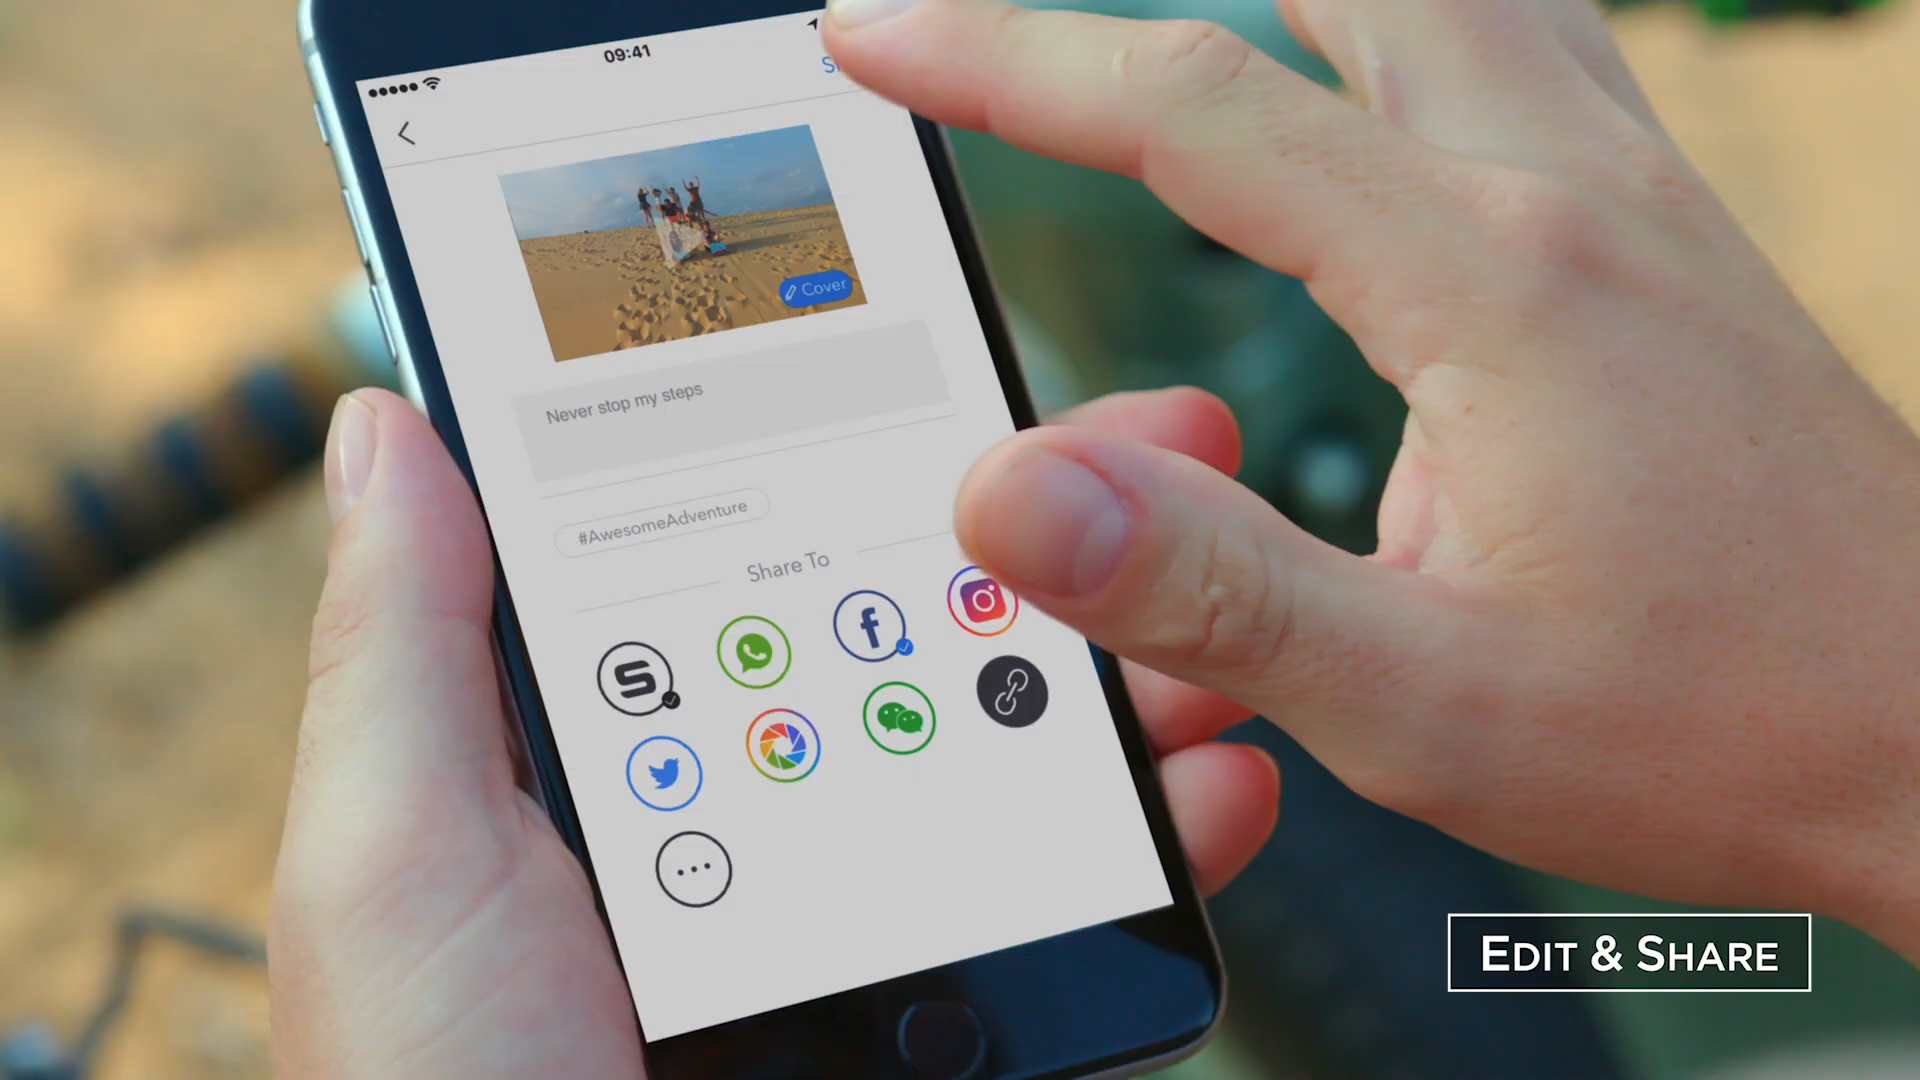 09:41
Cover
Never stop my steps
#AwesomeAdventure
Share To
EDIT & SHARE